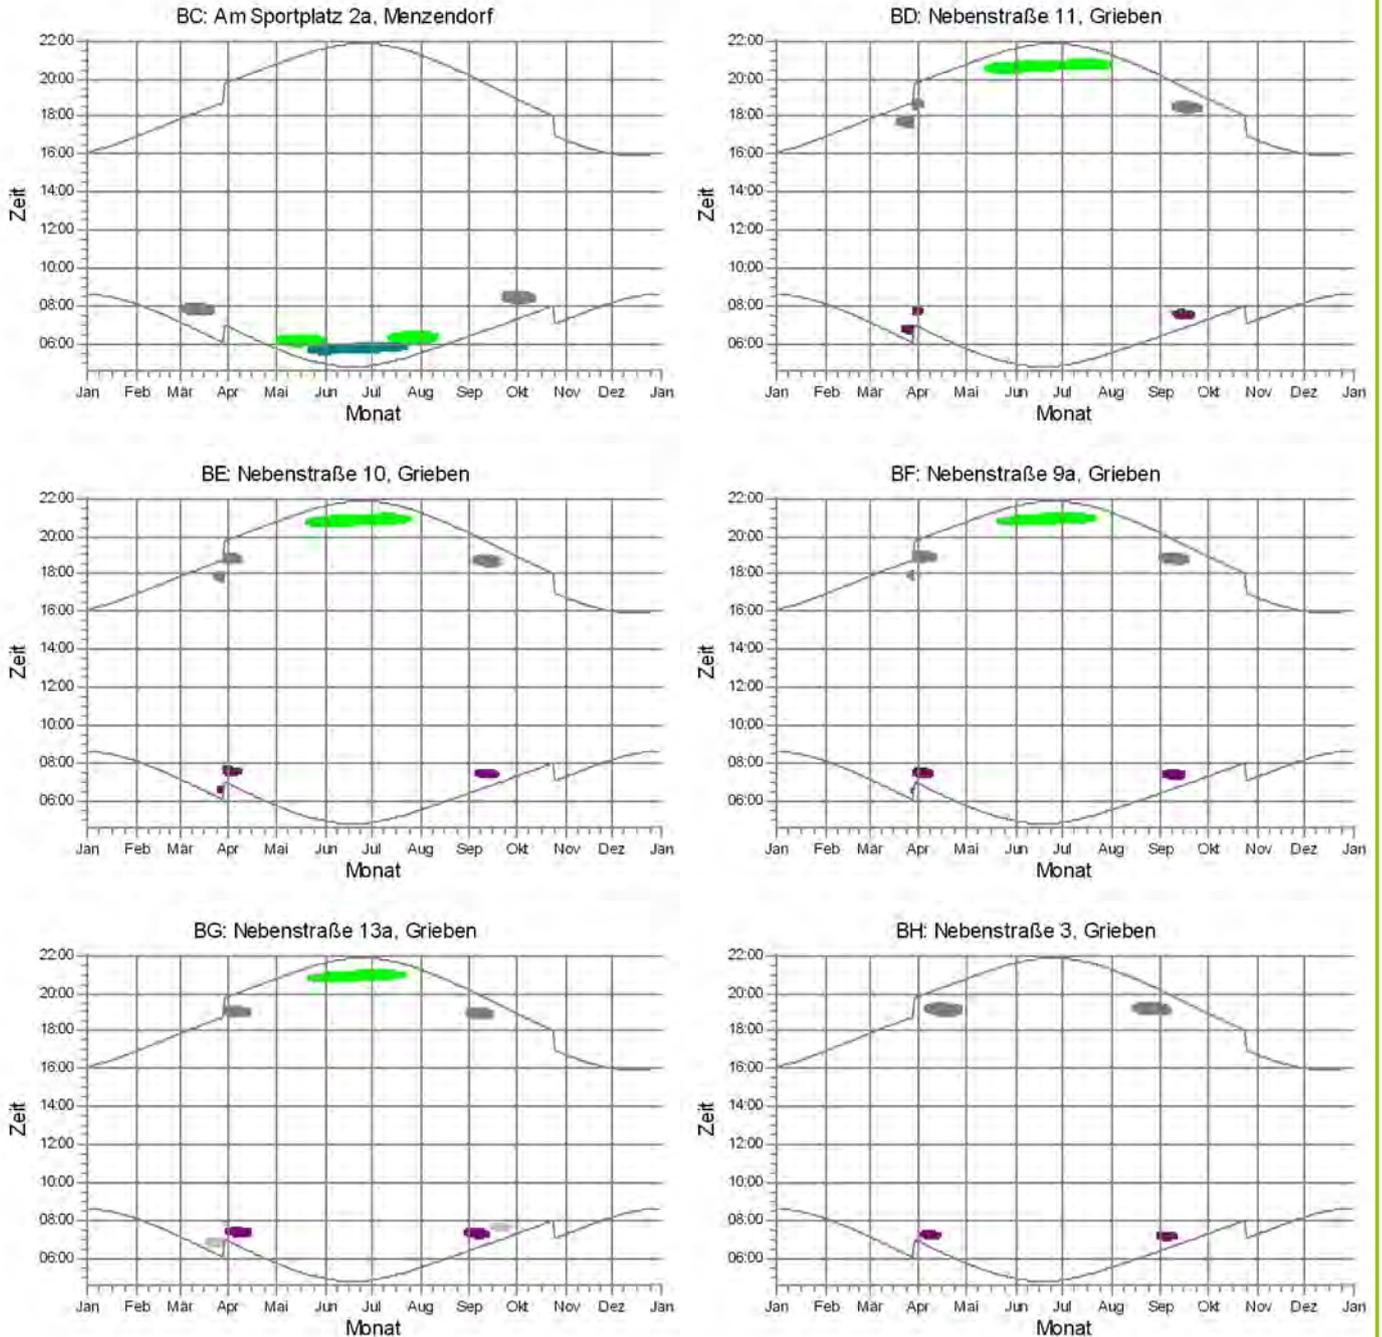 BC: Am Sportplatz 2a, Menzendorf
22:00
20:00
18:00
16:00
14:00
12:00
10:00
08:00
06:00
Zeit
Jan Feb Mär Apr Mai Jun Jul Aug Sep Okt Nov Dez Jan
Monat
BD: Nebenstraße 11, Grieben
22:00
20:00
18:00
16:00
14:00
12:00
10:00
08:00
06:00
Zeit
Jan Feb Mär Apr Mai Jun Jul Aug Sep Okt Nov Dez Jan
Monat
BE: Nebenstraße 10, Grieben
22:00
20:00
18:00
16:00
14:00
12:00
10:00
08:00
06:00
Zeit
Jan Feb Mär Apr Mai Jun Jul Aug Sep Okt Nov Dez Jan
Monat
BF: Nebenstraße 9a, Grieben
22:00
20:00
18:00
16:00
14:00
12:00
10:00
08:00
06:00
Zeit
Jan Feb Mär Apr Mai Jun Jul Aug Sep Okt Nov Dez Jan
Monat
BG: Nebenstraße 13a, Grieben
22:00
20:00
18:00
16:00
14:00
12:00
10:00
08:00
06:00
Zeit
Jan Feb Mär Apr Mai Jun Jul Aug Sep Okt Nov Dez Jan
Monat
BH: Nebenstraße 3, Grieben
22:00
20:00
18:00
16:00
14:00
12:00
10:00
08:00
06:00
Zeit
Jan Feb Mär Apr Mai Jun Jul Aug Sep Okt Nov Dez Jan
Monat